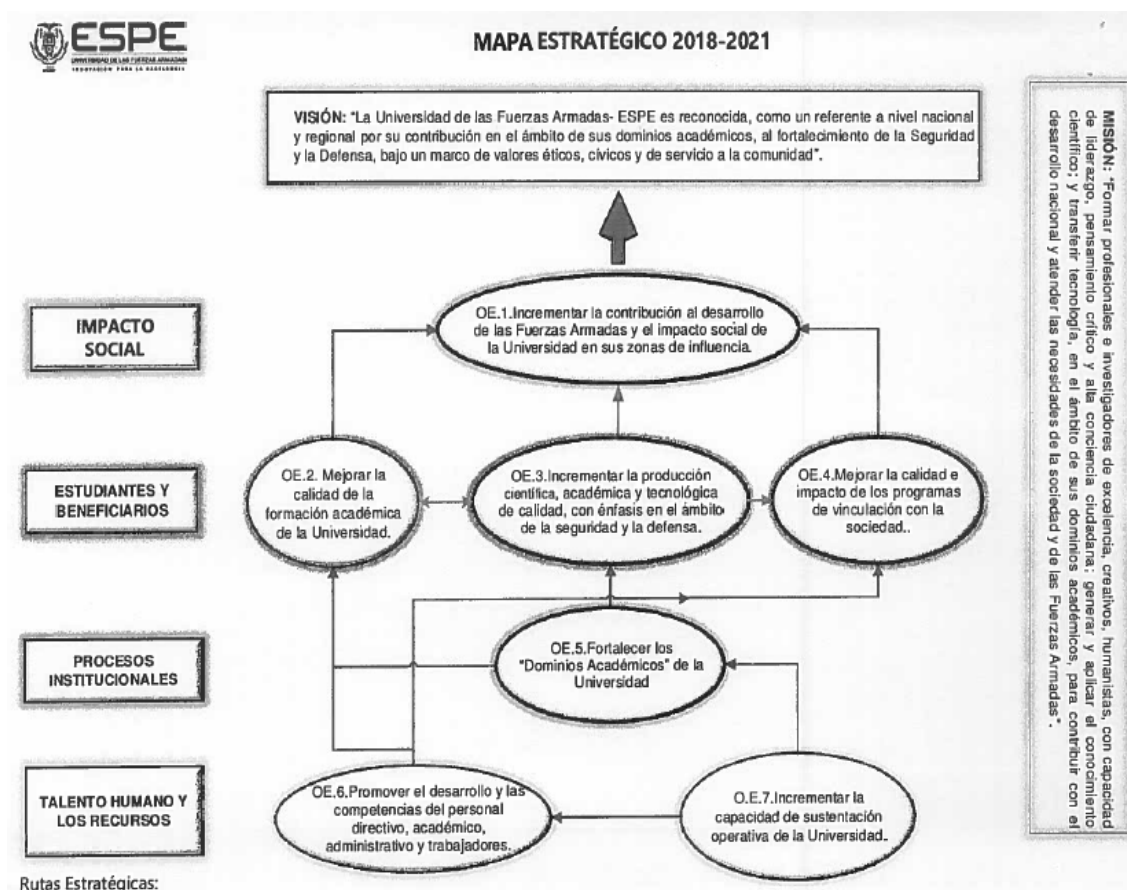 ESPE
UNIVERSIDAD DE LAS FUERZAS ARMADAS
INNOVACIÓN PARA LA EXCELENCIA
MAPA ESTRATÉGICO 2018-2021
VISIÓN: "La Universidad de las Fuerzas Armadas- ESPE es reconocida, como un referente a nivel nacional
y regional por su contribución en el ámbito de sus dominios académicos, al fortalecimiento de la Seguridad
y la Defensa, bajo un marco de valores éticos, cívicos y de servicio a la comunidad".
MISIÓN: "Formar profesionales e investigadores de excelencia, creativos, humanistas, con capacidad
de liderazgo, pensamiento crítico y alta conciencia ciudadana; generar y aplicar el conocimiento
científico; y transferir tecnología, en el ámbito de sus dominios académicos, para contribuir con el
desarrollo nacional y atender las necesidades de la sociedad y de las Fuerzas Armadas".
IMPACTO
SOCIAL
OE.1.Incrementar la contribución al desarrollo
de las Fuerzas Armadas y el impacto social de
la Universidad en sus zonas de influencia.
ESTUDIANTES Y
BENEFICIARIOS
OE.2. Mejorar la
calidad de la
formación académica
de la Universidad.
OE.3.Incrementar la producción
científica, académica y tecnológica
de calidad, con énfasis en el ámbito
de la seguridad y la defensa.
OE.4.Mejorar la calidad e
impacto de los programas
de vinculación con la
sociedad..
PROCESOS
INSTITUCIONALES
OE.5.Fortalecer los
"Dominios Académicos" de la
Universidad
TALENTO HUMANO Y
LOS RECURSOS
OE.6.Promover el desarrollo y las
competencias del personal
directivo, académico,
administrativo y trabajadores.
O.E.7.Incrementar la
capacidad de sustentación
operativa de la Universidad.
Rutas Estratégicas: